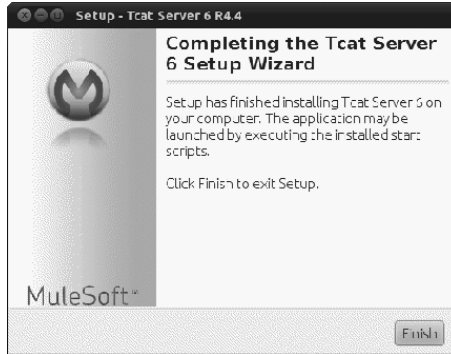 Setup - Tcat Server 6 R4.4
Completing the Tcat Server
6 Setup Wizard
Setup has finished installing Tcat Server 6 on
your computer. The application may be
launched by executing the installed start
scripts.
Click Finish to exit Setup.
MuleSoft™
Finish